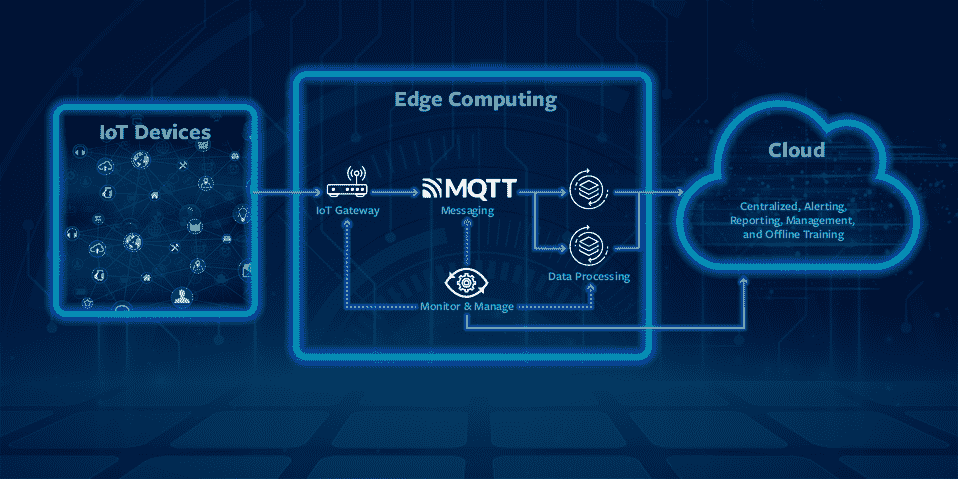 IoT Devices
Edge Computing
IoT Gateway
MQTT
Messaging
Data Processing
Monitor & Manage
Cloud
Centralized, Alerting,
Reporting, Management,
and Offline Training